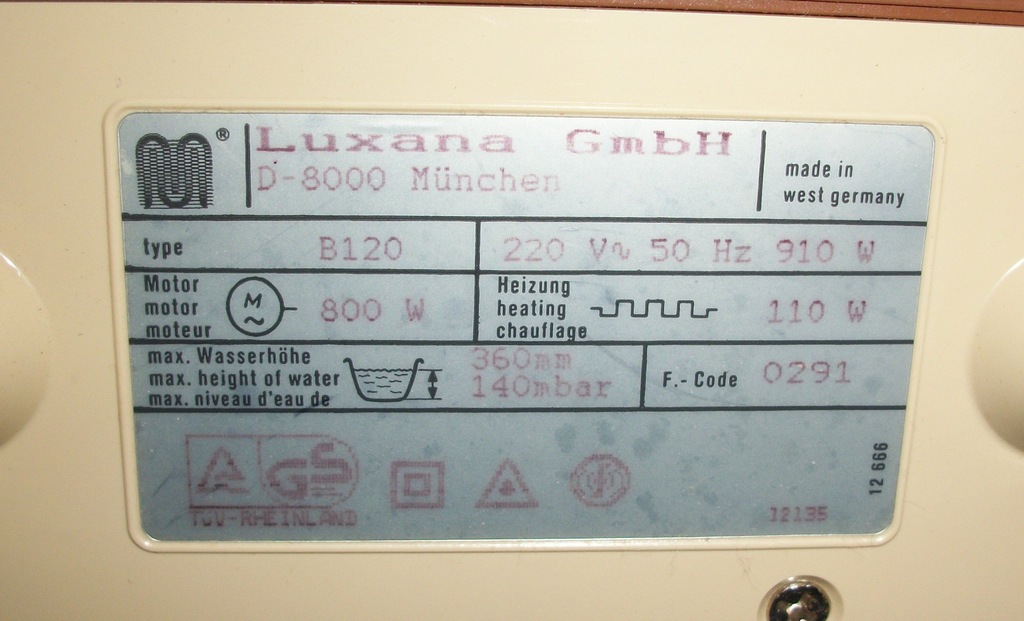 ®
Luxana GmbH
D-8000 München
made in
west germany
type B120
220 V~ 50 Hz 910 W
Motor
motor
moteur
M
~
800 W
Heizung
heating
chauflage
110 W
max. Wasserhöhe
max. height of water
max. niveau d'eau de
360mm
140mbar
F.- Code 0291
GS
TÜV-RHEINLAND
12 666
12135